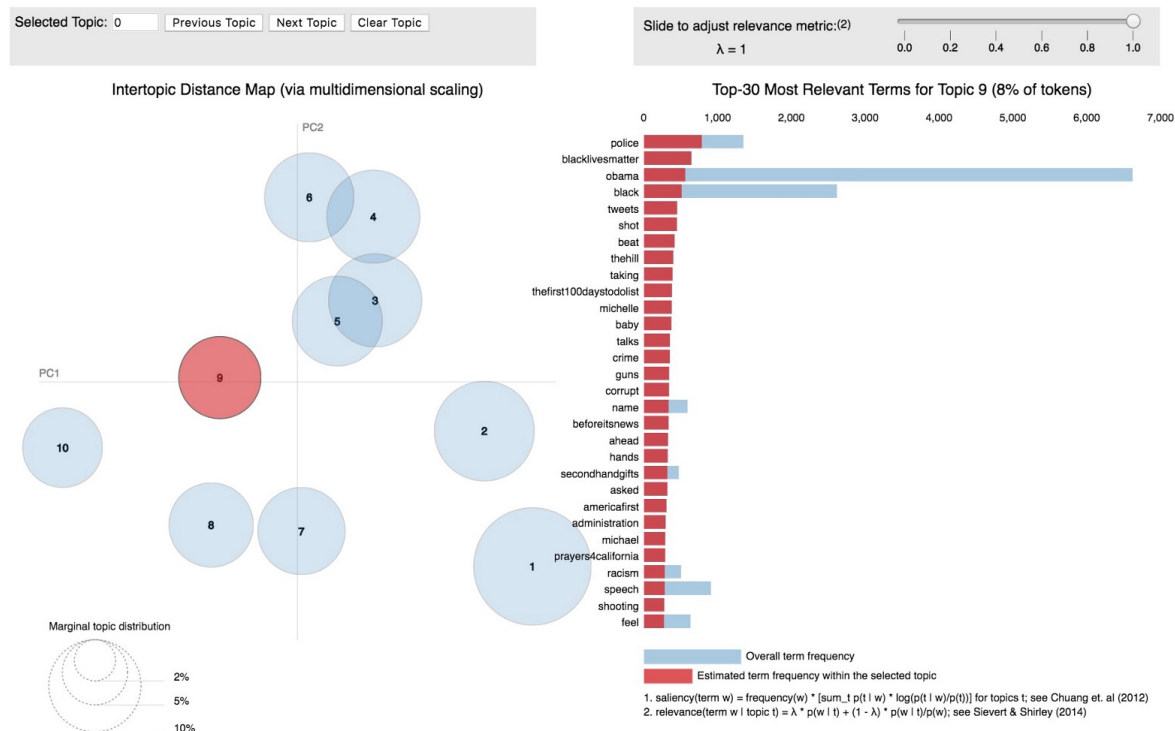 Selected Topic: 0 Previous Topic Next Topic Clear Topic
Slide to adjust relevance metric:(2)
λ = 1
0.0 0.2 0.4 0.6 0.8 1.0
Intertopic Distance Map (via multidimensional scaling)
PC2
PC1
6
4
3
5
9
2
10
8
7
1
Marginal topic distribution
2%
5%
10%
Top-30 Most Relevant Terms for Topic 9 (8% of tokens)
0 1,000 2,000 3,000 4,000 5,000 6,000 7,000
police
blacklivesmatter
obama
black
tweets
shot
beat
thehill
taking
thefirst100daystodolist
michelle
baby
talks
crime
guns
corrupt
name
beforeitsnews
ahead
hands
secondhandgifts
asked
americafirst
administration
michael
prayers4california
racism
speech
shooting
feel
Overall term frequency
Estimated term frequency within the selected topic
1. saliency(term w) = frequency(w) * [sum_t p(t | w) * log(p(t | w)/p(t))] for topics t; see Chuang et. al (2012)
2. relevance(term w | topic t) = λ * p(w | t) + (1 - λ) * p(w | t)/p(w); see Sievert & Shirley (2014)